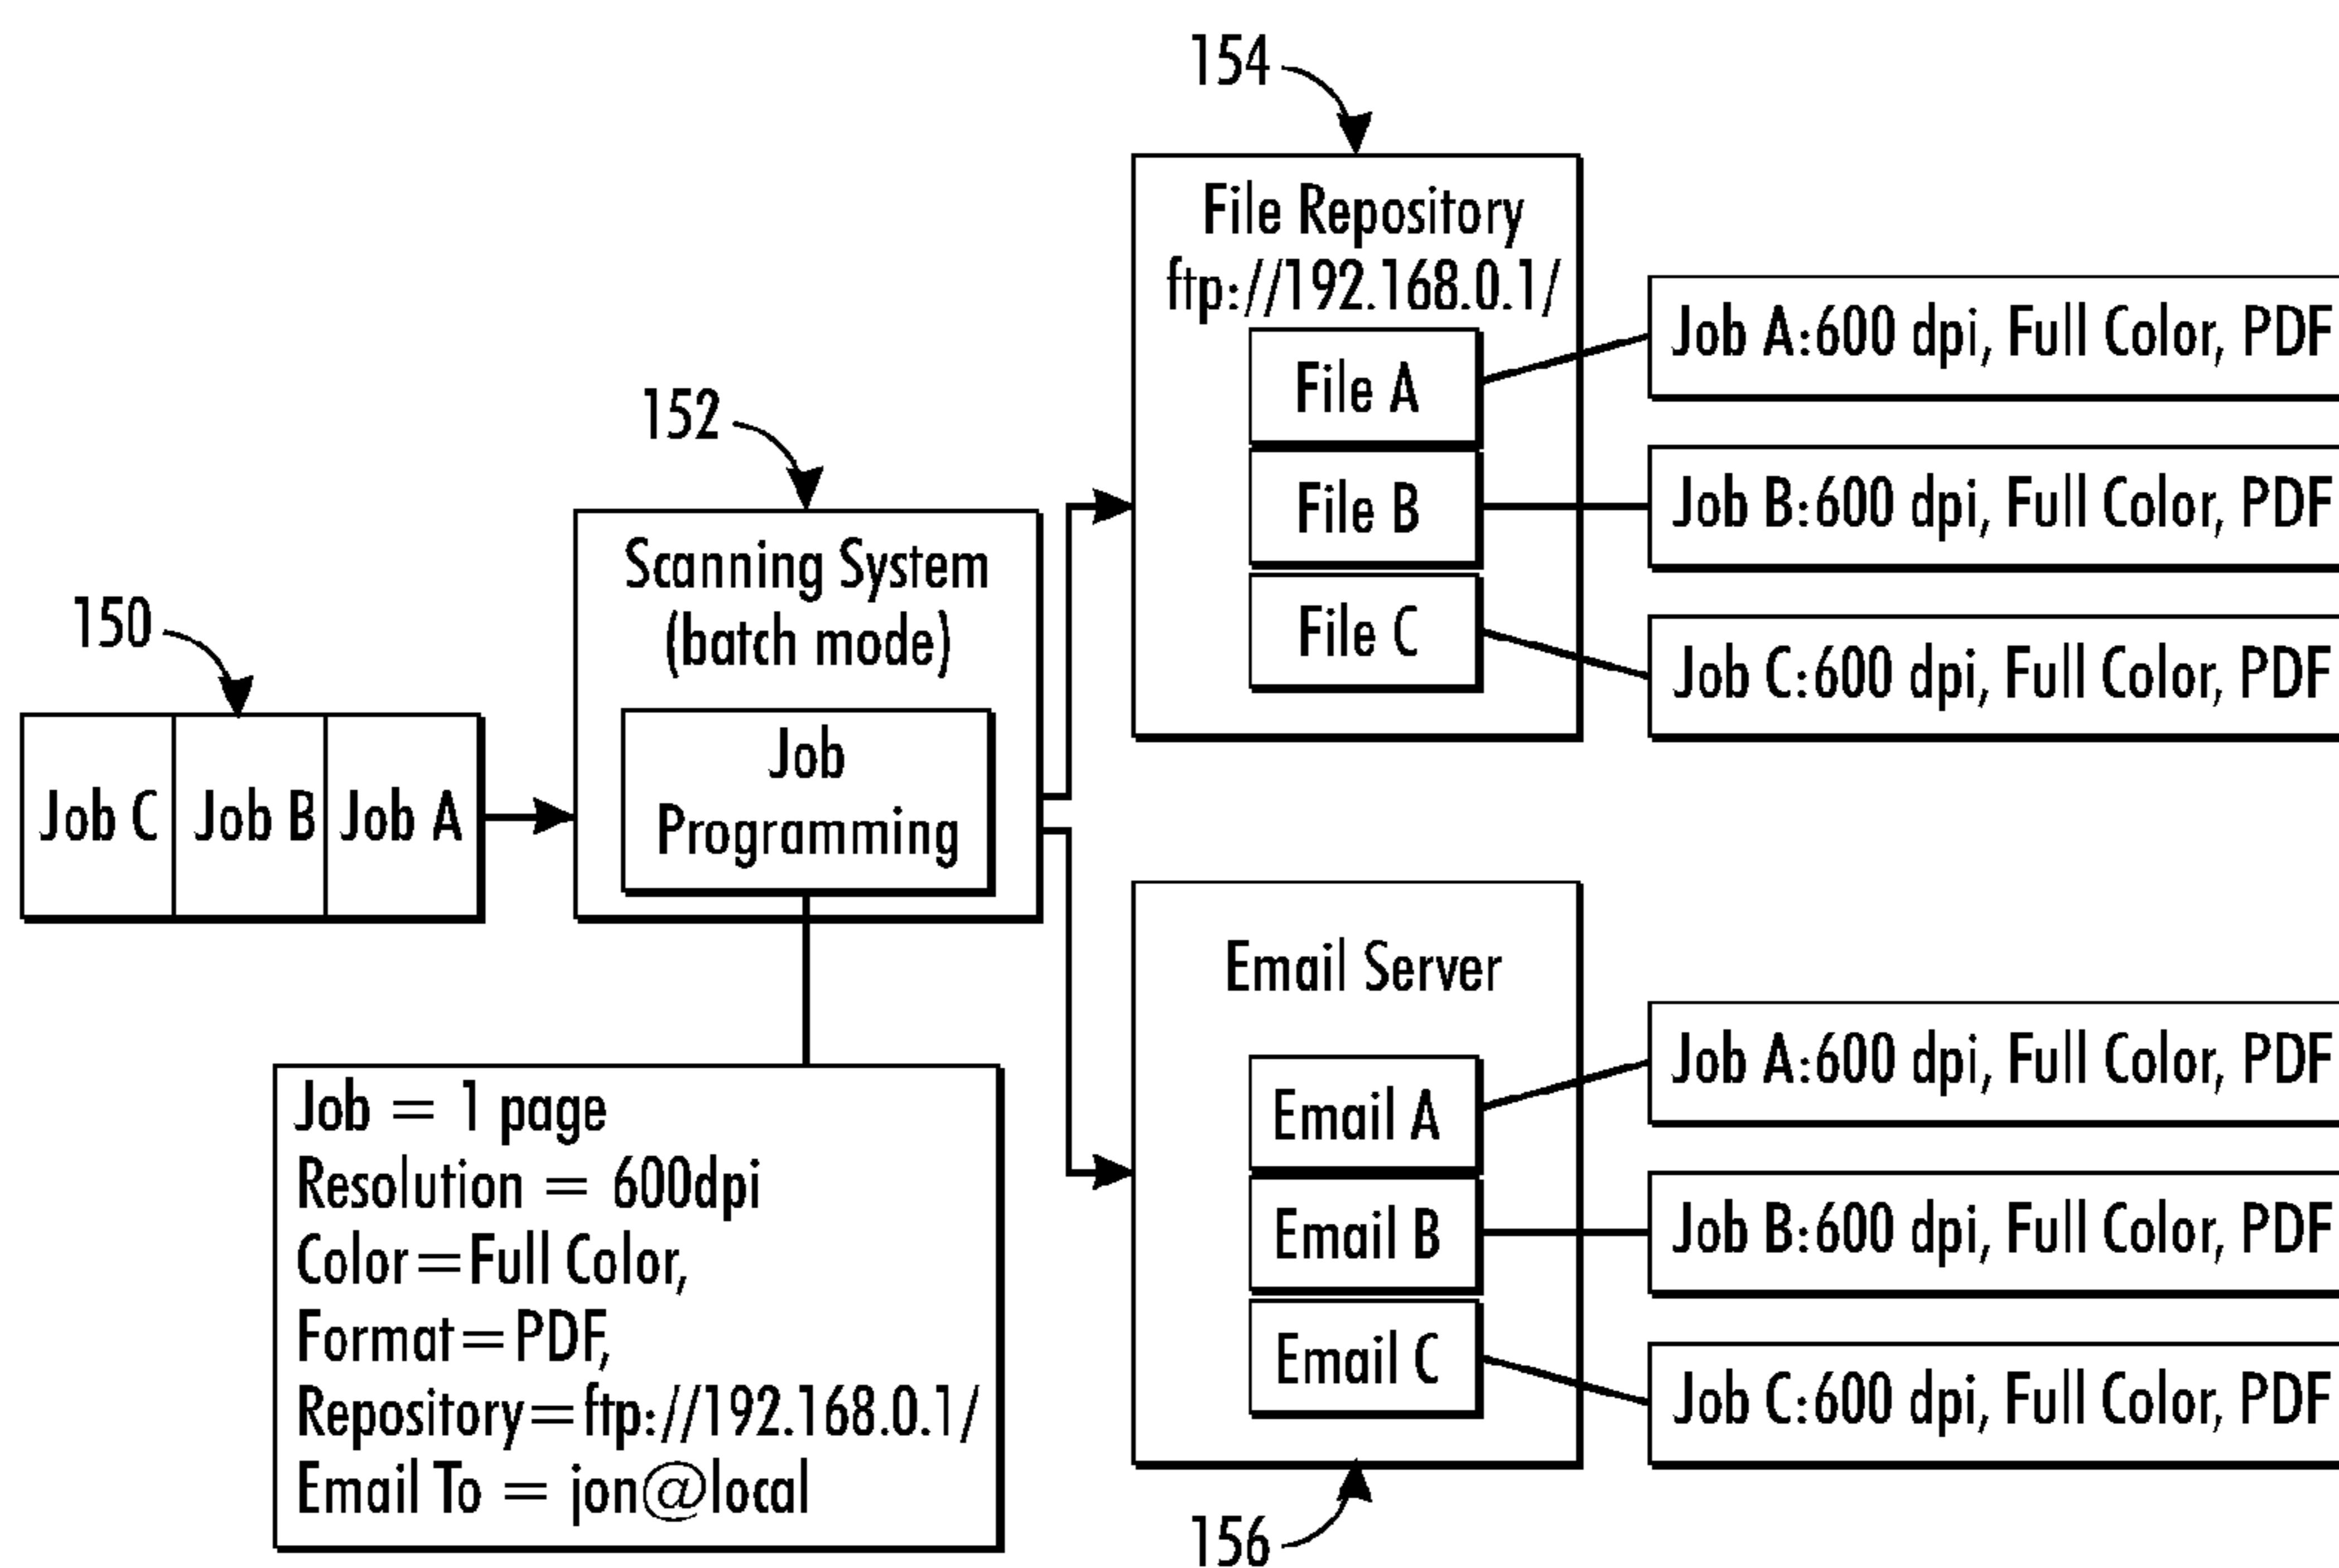 154
File Repository
ftp://192.168.0.1/
File A
File B
File C
Job A:600 dpi, Full Color, PDF
Job B:600 dpi, Full Color, PDF
Job C:600 dpi, Full Color, PDF
152
Scanning System
(batch mode)
Job
Programming
150
Job C Job B Job A
Job = 1 page
Resolution = 600dpi
Color=Full Color,
Format=PDF,
Repository=ftp://192.168.0.1/
Email To = jon@local
Email Server
Email A
Email B
Email C
Job A:600 dpi, Full Color, PDF
Job B:600 dpi, Full Color, PDF
Job C:600 dpi, Full Color, PDF
156